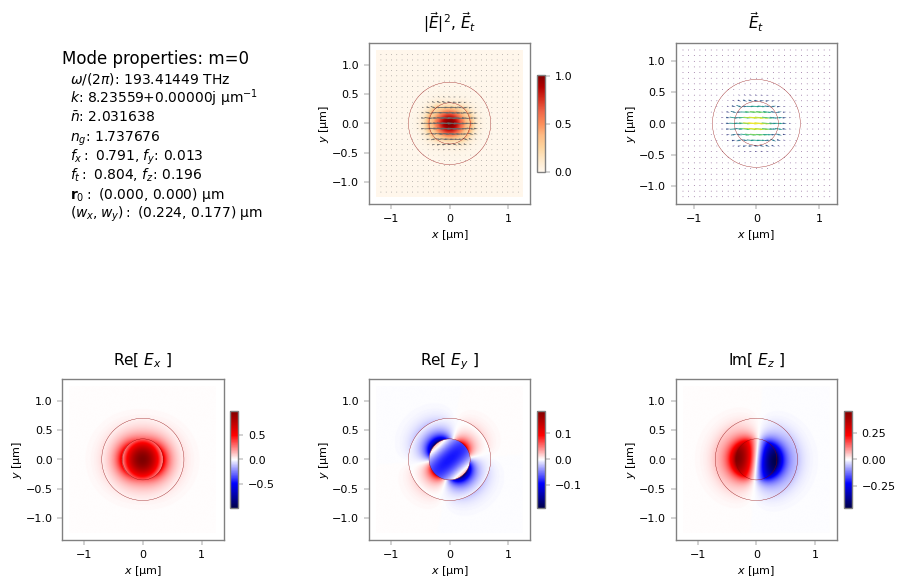 Mode properties: m=0
ω/(2π): 193.41449 THz
k: 8.23559+0.00000j μm⁻¹
n̄: 2.031638
n_g: 1.737676
f_x: 0.791, f_y: 0.013
f_t: 0.804, f_z: 0.196
r₀: (0.000, 0.000) μm
(w_x, w_y): (0.224, 0.177) μm
|E⃗|², E⃗_t
1.0
0.5
0.0
−0.5
−1.0
y [μm]
−1 0 1
x [μm]
1.0
0.5
0.0
E⃗_t
1.0
0.5
0.0
−0.5
−1.0
y [μm]
−1 0 1
x [μm]
Re[ E_x ]
1.0
0.5
0.0
−0.5
−1.0
y [μm]
−1 0 1
x [μm]
0.5
0.0
−0.5
Re[ E_y ]
1.0
0.5
0.0
−0.5
−1.0
y [μm]
−1 0 1
x [μm]
0.1
0.0
−0.1
Im[ E_z ]
1.0
0.5
0.0
−0.5
−1.0
y [μm]
−1 0 1
x [μm]
0.25
0.00
−0.25